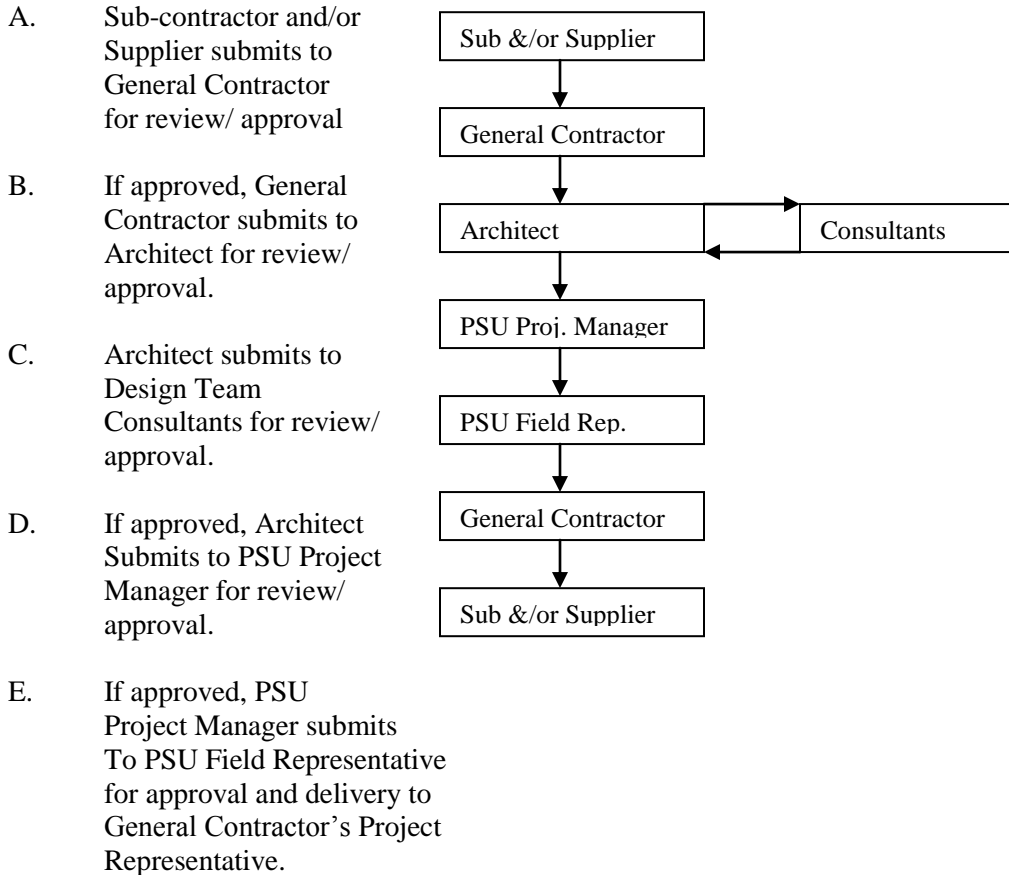 A. Sub-contractor and/or
Supplier submits to
General Contractor
for review/ approval
B. If approved, General
Contractor submits to
Architect for review/
approval.
C. Architect submits to
Design Team
Consultants for review/
approval.
D. If approved, Architect
Submits to PSU Project
Manager for review/
approval.
E. If approved, PSU
Project Manager submits
To PSU Field Representative
for approval and delivery to
General Contractor's Project
Representative.
Sub &/or Supplier
General Contractor
Architect
Consultants
PSU Proj. Manager
PSU Field Rep.
General Contractor
Sub &/or Supplier